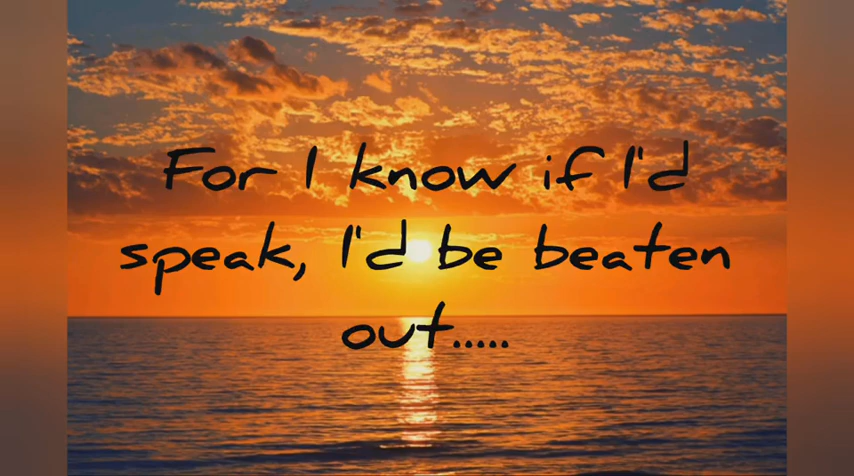 For I know if I'd
speak, I'd be beaten
out.....